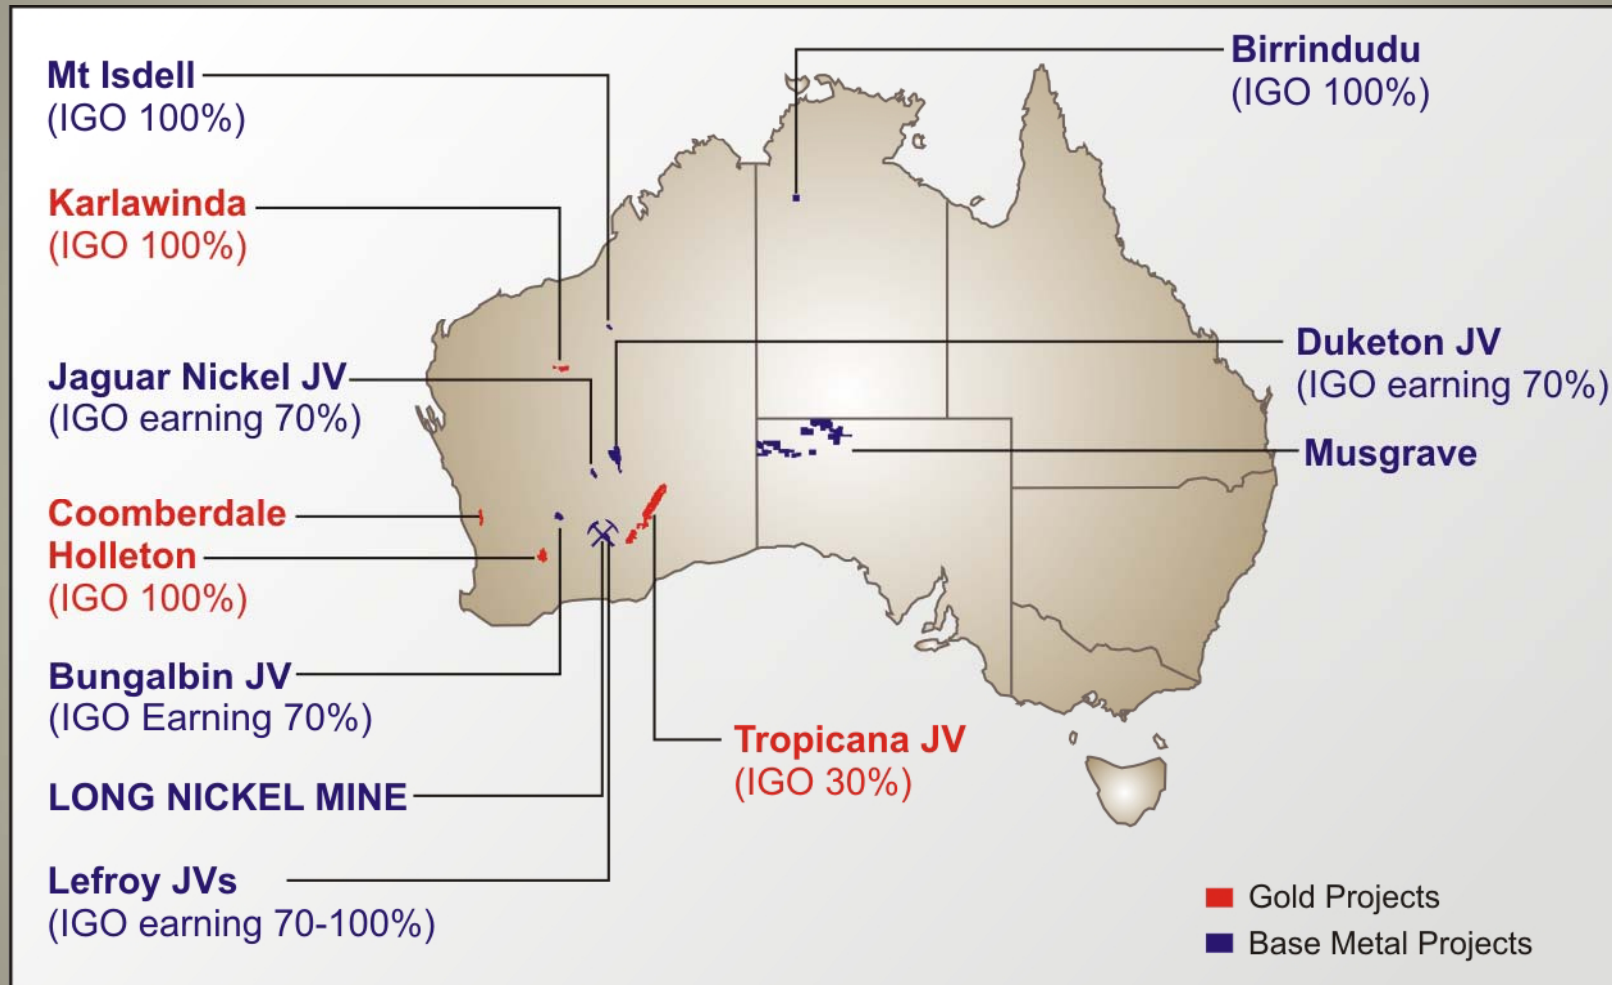 Mt Isdell
(IGO 100%)
Karlawinda
(IGO 100%)
Jaguar Nickel JV
(IGO earning 70%)
Coomberdale
Holleton
(IGO 100%)
Bungalbin JV
(IGO Earning 70%)
LONG NICKEL MINE
Lefroy JVs
(IGO earning 70-100%)
Birrindudu
(IGO 100%)
Duketon JV
(IGO earning 70%)
Musgrave
Tropicana JV
(IGO 30%)
Gold Projects
Base Metal Projects